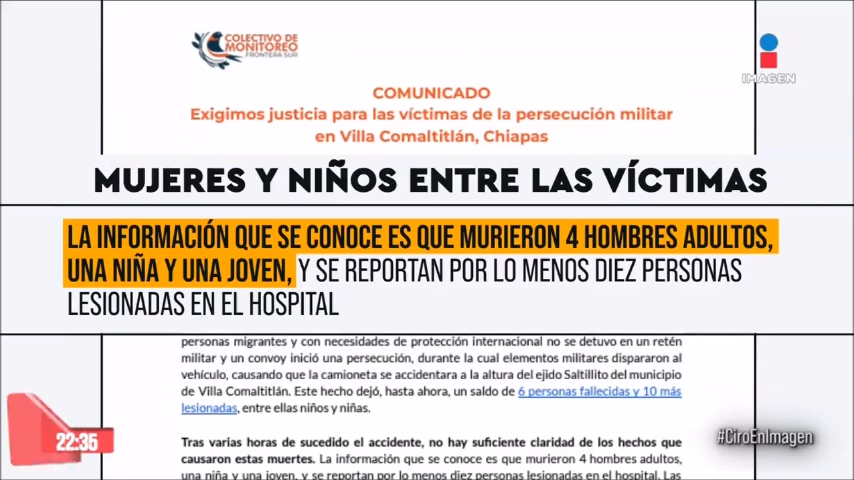 COLECTIVO DE
MONITOREO
FRONTERA SUR
IMAGEN
COMUNICADO
Exigimos justicia para las víctimas de la persecución militar
en Villa Comaltitlán, Chiapas
MUJERES Y NIÑOS ENTRE LAS VÍCTIMAS
LA INFORMACIÓN QUE SE CONOCE ES QUE MURIERON 4 HOMBRES ADULTOS,
UNA NIÑA Y UNA JOVEN, Y SE REPORTAN POR LO MENOS DIEZ PERSONAS
LESIONADAS EN EL HOSPITAL
personas migrantes y con necesidades de protección internacional no se detuvo en un retén
militar y un convoy inició una persecución, durante la cual elementos militares dispararon al
vehículo, causando que la camioneta se accidentara a la altura del ejido Saltillito del municipio
de Villa Comaltitlán. Este hecho dejó, hasta ahora, un saldo de 6 personas fallecidas y 10 más
lesionadas, entre ellas niños y niñas.
Tras varias horas de sucedido el accidente, no hay suficiente claridad de los hechos que
causaron estas muertes. La información que se conoce es que murieron 4 hombres adultos,
una niña y una joven, y se reportan por lo menos diez personas lesionadas en el hospital. Las
22:35
#CiroEnImagen